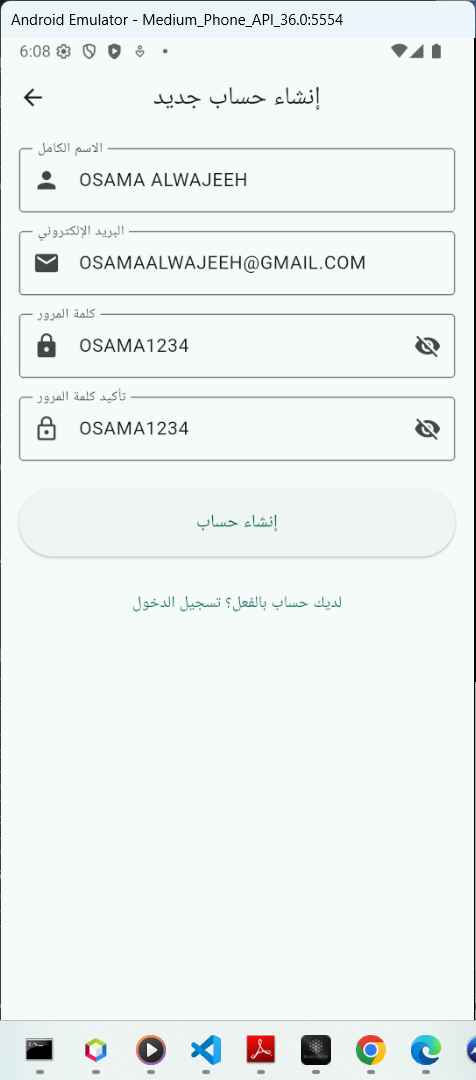 Android Emulator - Medium_Phone_API_36.0:5554
6:08
إنشاء حساب جديد
الاسم الكامل
OSAMA ALWAJEEH
البريد الإلكتروني
OSAMAALWAJEEH@GMAIL.COM
كلمة المرور
OSAMA1234
تأكيد كلمة المرور
OSAMA1234
إنشاء حساب
لديك حساب بالفعل؟ تسجيل الدخول